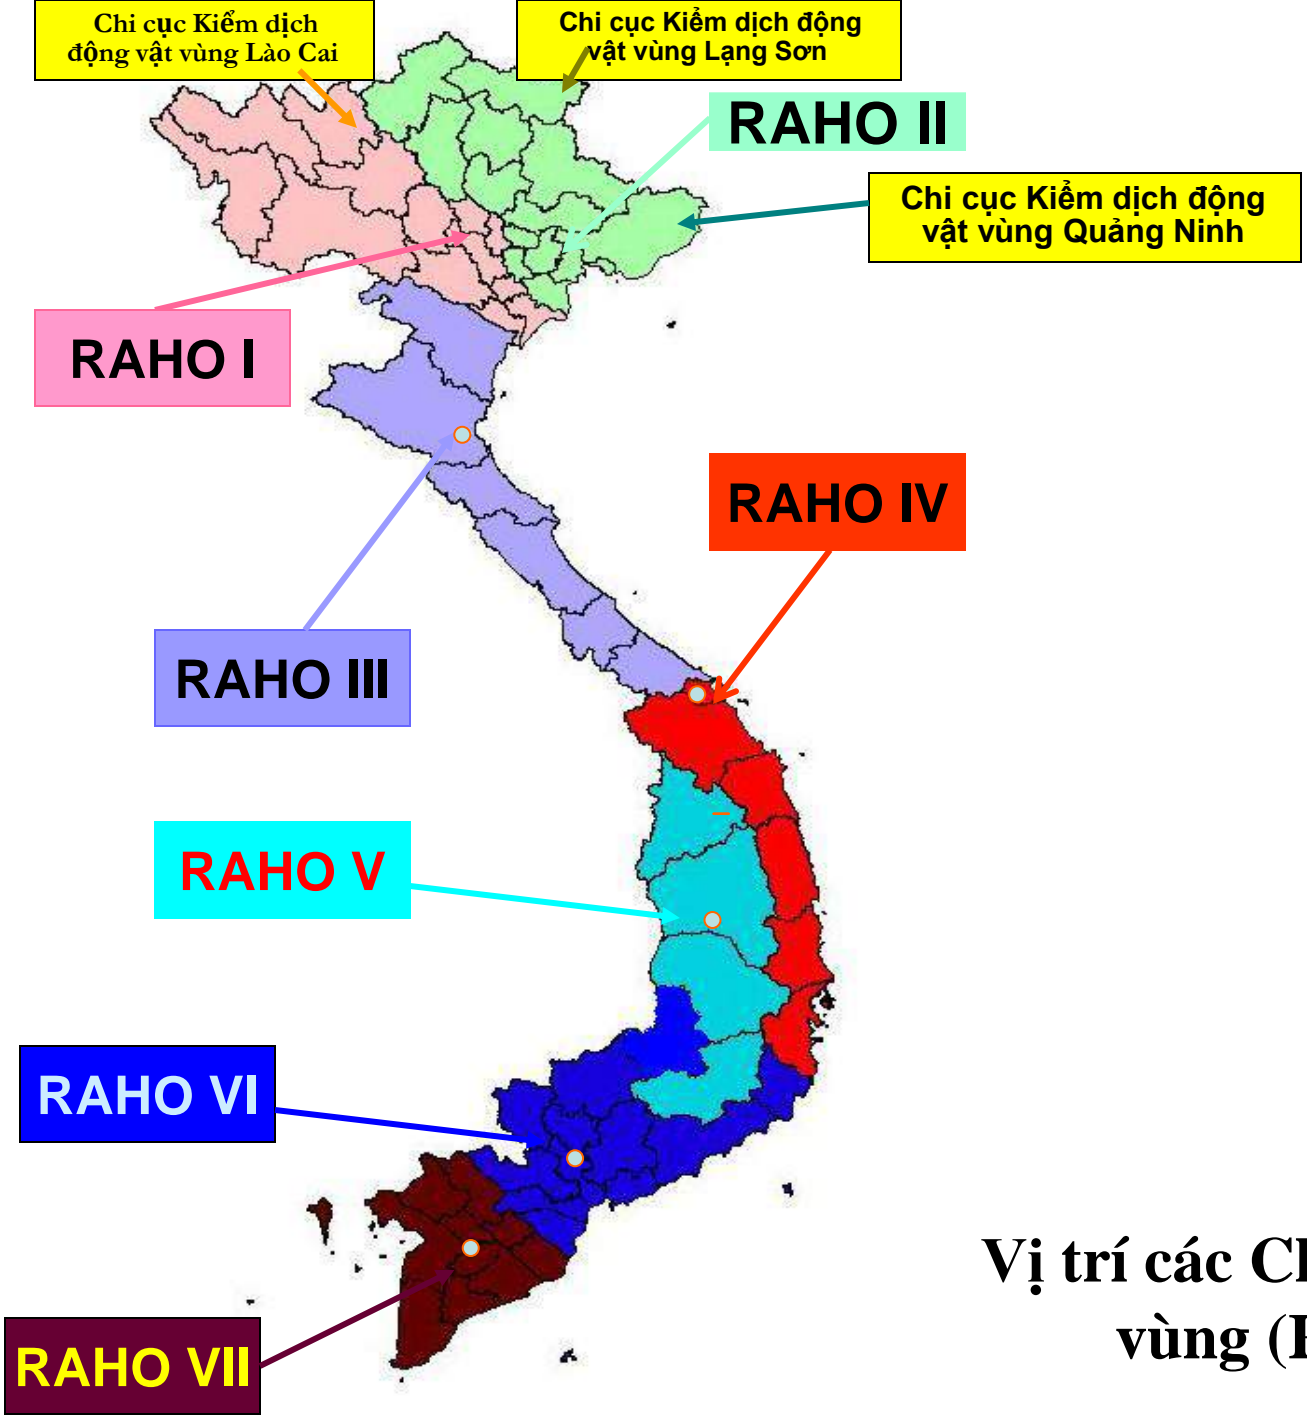 Chi cục Kiểm dịch
động vật vùng Lào Cai
Chi cục Kiểm dịch động
vật vùng Lạng Sơn
RAHO II
Chi cục Kiểm dịch động
vật vùng Quảng Ninh
RAHO I
RAHO IV
RAHO III
RAHO V
RAHO VI
Vị trí các
vùng
RAHO VII